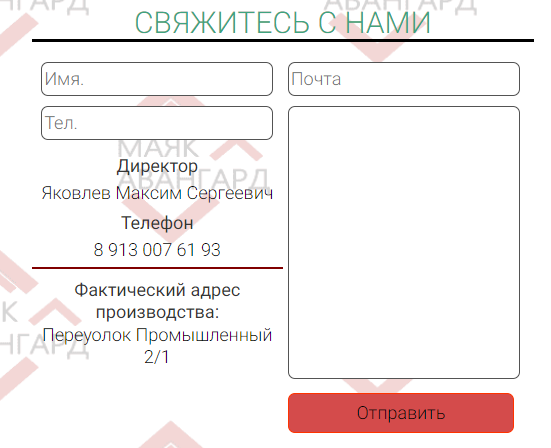 СВЯЖИТЕСЬ С НАМИ
Имя.
Почта
Тел.
Директор
Яковлев Максим Сергеевич
Телефон
8 913 007 61 93
Фактический адрес
производства:
Переуолок Промышленный
2/1
Отправить
МАЯК
АВАНГАРД